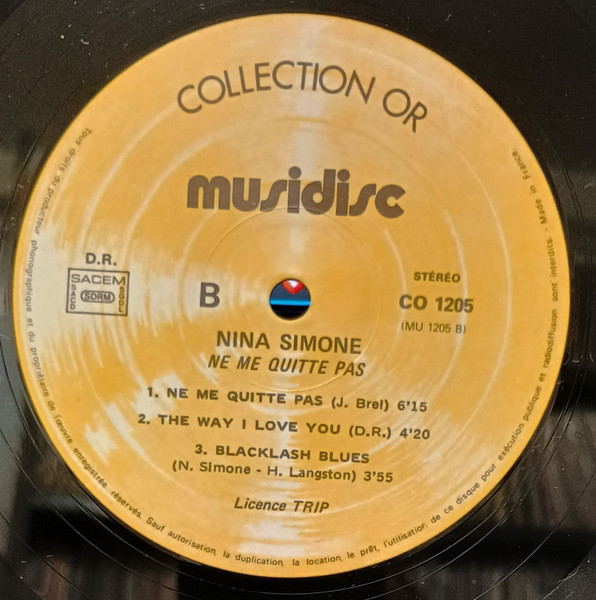 COLLECTION OR
musidisc
D.R.
SACEM
SACD
SDRM
SGDL
B
STÉRÉO
CO 1205
(MU 1205 B)
NINA SIMONE
NE ME QUITTE PAS
1. NE ME QUITTE PAS (J. Brel) 6'15
2. THE WAY I LOVE YOU (D.R.) 4'20
3. BLACKLASH BLUES
(N. SImone - H. Langston) 3'55
Licence TRIP
Tous droits du producteur phonographique et du propriétaire de l'œuvre enregistrée réservés. Sauf autorisation, la duplication, la location, le prêt, l'utilisation de ce disque pour exécution publique et radiodiffusion sont interdits. - Made in France.